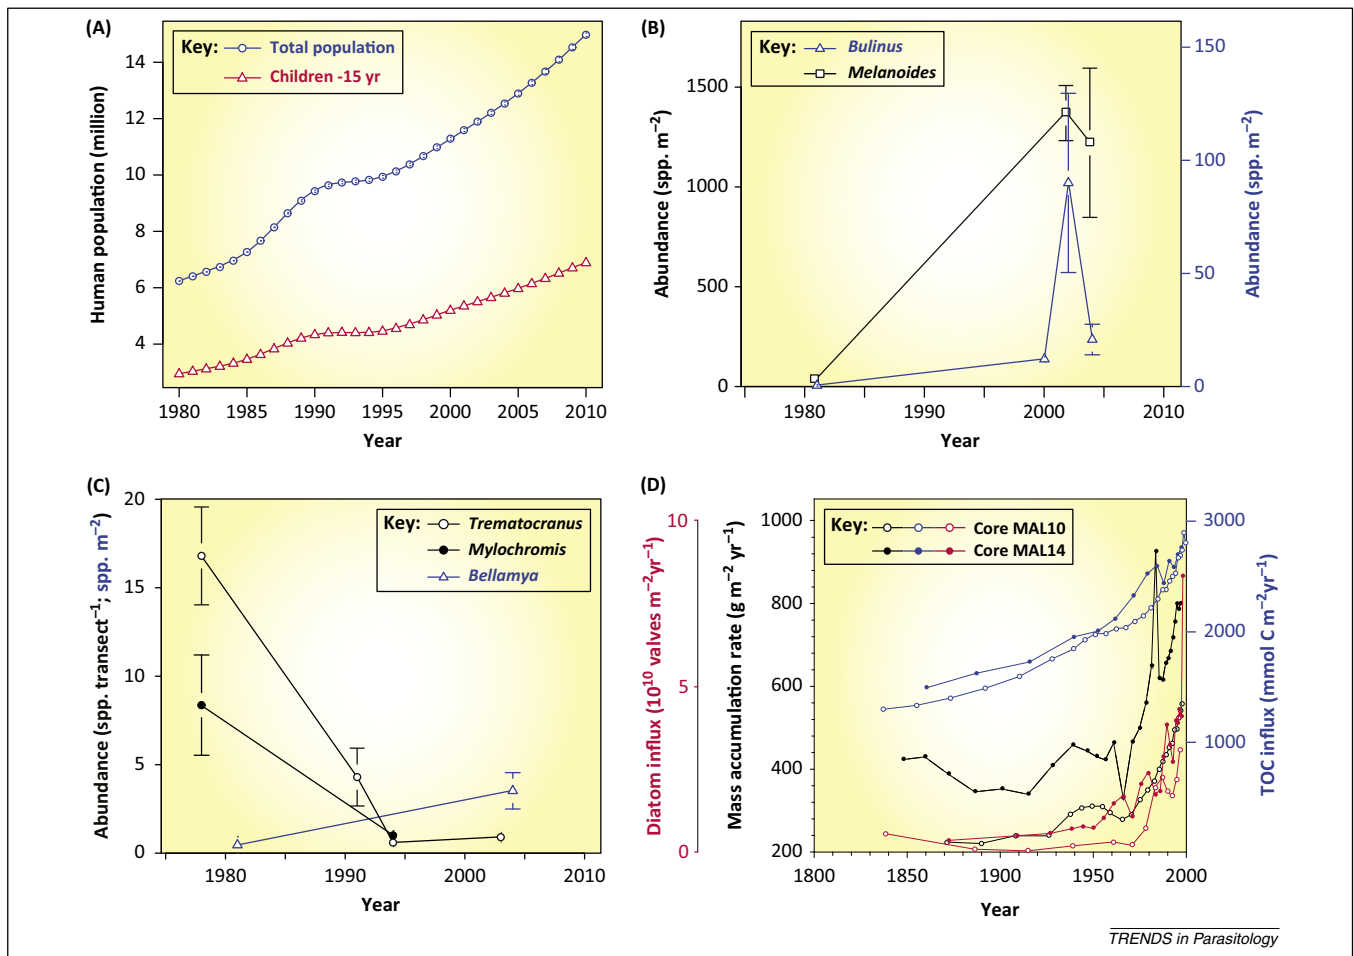 (A)
Key:
Total population
Children -15 yr
Human population (million)
14
12
10
8
6
4
1980 1985 1990 1995 2000 2005 2010
Year
(B)
Key:
Bulinus
Melanoides
Abundance (spp. m⁻²)
1500
1000
500
0
150
100
50
0
Abundance (spp. m⁻²)
1980 1990 2000 2010
Year
(C)
Key:
Trematocranus
Mylochromis
Bellamya
Abundance (spp. transect⁻¹; spp. m⁻²)
20
15
10
5
0
1980 1990 2000 2010
Year
(D)
Key:
Core MAL10
Core MAL14
Diatom influx (10¹⁰ valves m⁻²yr⁻¹)
10
5
0
Mass accumulation rate (g m⁻² yr⁻¹)
1000
800
600
400
200
3000
2000
1000
TOC influx (mmol C m⁻²yr⁻¹)
1800 1850 1900 1950 2000
Year
TRENDS in Parasitology